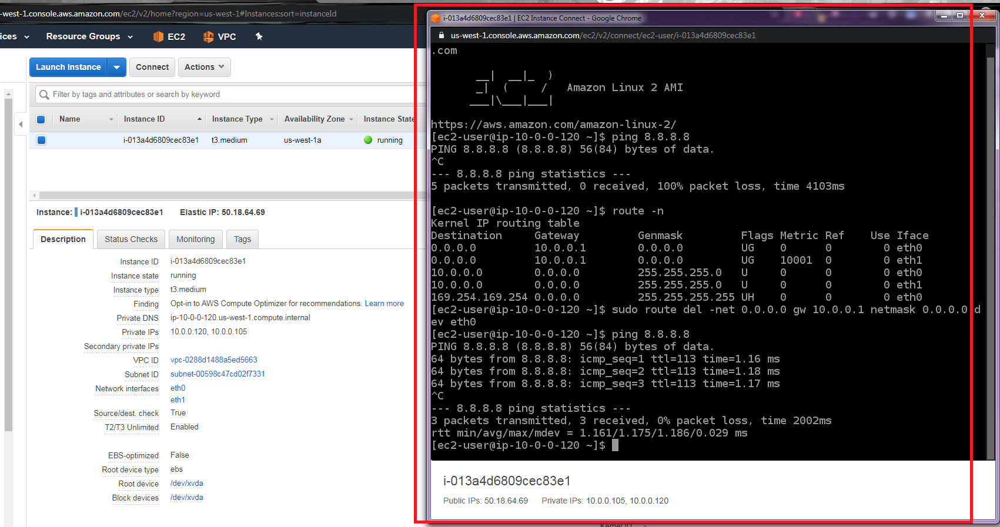 -west-1.console.aws.amazon.com/ec2/v2/home?region=us-west-1#Instances:sort=instanceId
ices
Resource Groups
EC2
VPC
Launch Instance
Connect
Actions
Filter by tags and attributes or search by keyword
Name Instance ID Instance Type Availability Zone Instance State
i-013a4d6809cec83e1 t3.medium us-west-1a running
Instance: i-013a4d6809cec83e1 Elastic IP: 50.18.64.69
Description Status Checks Monitoring Tags
Instance ID i-013a4d6809cec83e1
Instance state running
Instance type t3.medium
Finding Opt-in to AWS Compute Optimizer for recommendations. Learn more
Private DNS ip-10-0-0-120.us-west-1.compute.internal
Private IPs 10.0.0.120, 10.0.0.105
Secondary private IPs
VPC ID vpc-0288d1488a5ed5663
Subnet ID subnet-00598c47cd02f7331
Network interfaces eth0
eth1
Source/dest. check True
T2/T3 Unlimited Enabled
EBS-optimized False
Root device type ebs
Root device /dev/xvda
Block devices /dev/xvda
i-013a4d6809cec83e1 | EC2 Instance Connect - Google Chrome
us-west-1.console.aws.amazon.com/ec2/v2/connect/ec2-user/i-013a4d6809cec83e1
.com
__|  __|_  )
_|  (     /   Amazon Linux 2 AMI
___|\___|___|
https://aws.amazon.com/amazon-linux-2/
[ec2-user@ip-10-0-0-120 ~]$ ping 8.8.8.8
PING 8.8.8.8 (8.8.8.8) 56(84) bytes of data.
^C
--- 8.8.8.8 ping statistics ---
5 packets transmitted, 0 received, 100% packet loss, time 4103ms
[ec2-user@ip-10-0-0-120 ~]$ route -n
Kernel IP routing table
Destination     Gateway         Genmask         Flags Metric Ref    Use Iface
0.0.0.0         10.0.0.1        0.0.0.0         UG    0      0        0 eth0
0.0.0.0         10.0.0.1        0.0.0.0         UG    10001  0        0 eth1
10.0.0.0        0.0.0.0         255.255.255.0   U     0      0        0 eth0
10.0.0.0        0.0.0.0         255.255.255.0   U     0      0        0 eth1
169.254.169.254 0.0.0.0         255.255.255.255 UH    0      0        0 eth0
[ec2-user@ip-10-0-0-120 ~]$ sudo route del -net 0.0.0.0 gw 10.0.0.1 netmask 0.0.0.0 d
ev eth0
[ec2-user@ip-10-0-0-120 ~]$ ping 8.8.8.8
PING 8.8.8.8 (8.8.8.8) 56(84) bytes of data.
64 bytes from 8.8.8.8: icmp_seq=1 ttl=113 time=1.16 ms
64 bytes from 8.8.8.8: icmp_seq=2 ttl=113 time=1.18 ms
64 bytes from 8.8.8.8: icmp_seq=3 ttl=113 time=1.17 ms
^C
--- 8.8.8.8 ping statistics ---
3 packets transmitted, 3 received, 0% packet loss, time 2002ms
rtt min/avg/max/mdev = 1.161/1.175/1.186/0.029 ms
[ec2-user@ip-10-0-0-120 ~]$
i-013a4d6809cec83e1
Public IPs: 50.18.64.69 Private IPs: 10.0.0.105, 10.0.0.120
Kernel ID -